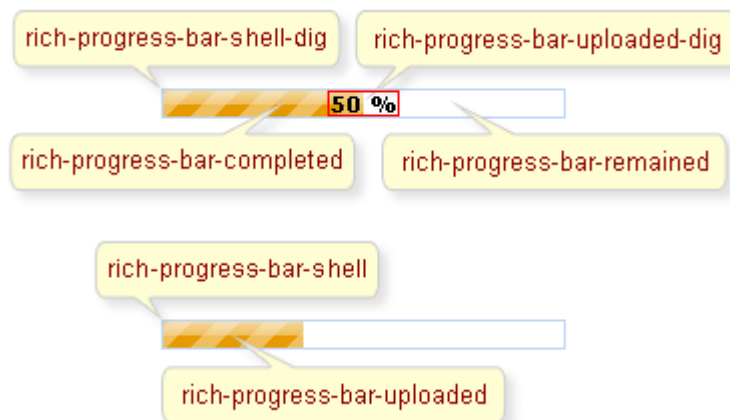 rich-progress-bar-shell-dig
rich-progress-bar-uploaded-dig
50 %
rich-progress-bar-completed
rich-progress-bar-remained
rich-progress-bar-shell
rich-progress-bar-uploaded